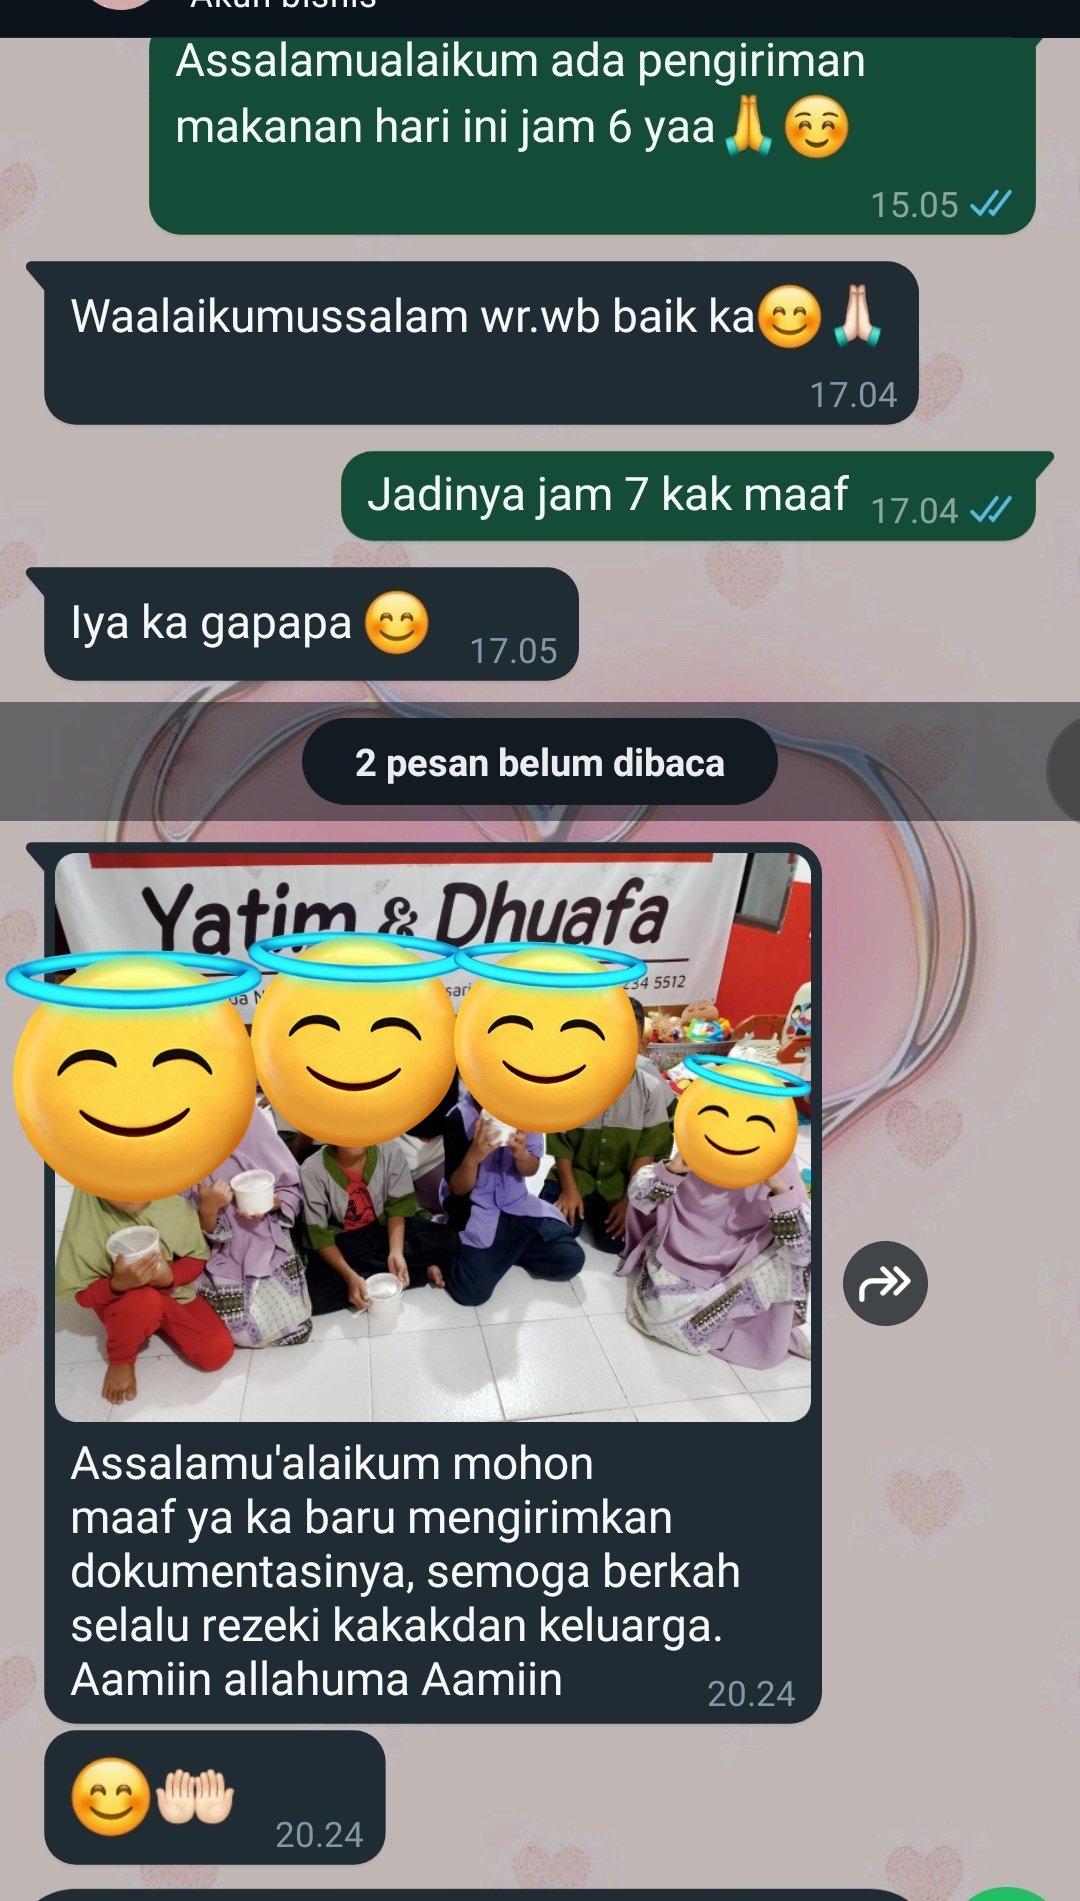 Akun bisnis
Assalamualaikum ada pengiriman
makanan hari ini jam 6 yaa🙏☺️
15.05
Waalaikumussalam wr.wb baik ka😊🙏🏻
17.04
Jadinya jam 7 kak maaf 17.04
Iya ka gapapa 😊 17.05
2 pesan belum dibaca
Yatim & Dhuafa
234 5512
Assalamu'alaikum mohon
maaf ya ka baru mengirimkan
dokumentasinya, semoga berkah
selalu rezeki kakakdan keluarga.
Aamiin allahuma Aamiin 20.24
😊🤲🏻 20.24